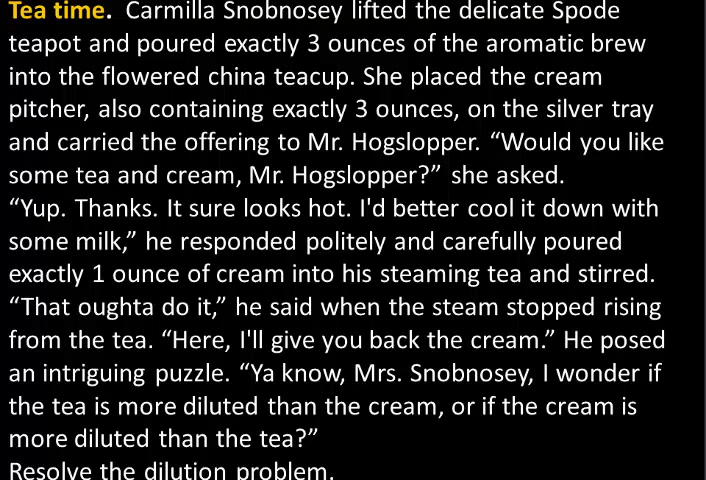 Tea time. Carmilla Snobnosey lifted the delicate Spode
teapot and poured exactly 3 ounces of the aromatic brew
into the flowered china teacup. She placed the cream
pitcher, also containing exactly 3 ounces, on the silver tray
and carried the offering to Mr. Hogslopper. “Would you like
some tea and cream, Mr. Hogslopper?” she asked.
“Yup. Thanks. It sure looks hot. I'd better cool it down with
some milk,” he responded politely and carefully poured
exactly 1 ounce of cream into his steaming tea and stirred.
“That oughta do it,” he said when the steam stopped rising
from the tea. “Here, I'll give you back the cream.” He posed
an intriguing puzzle. “Ya know, Mrs. Snobnosey, I wonder if
the tea is more diluted than the cream, or if the cream is
more diluted than the tea?”
Resolve the dilution problem.